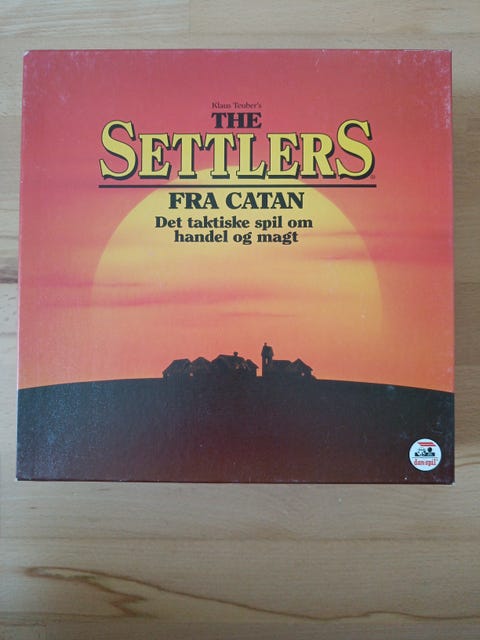 Klaus Teuber's
THE
SETTLERS
FRA CATAN
Det taktiske spil om
handel og magt
dan-spil